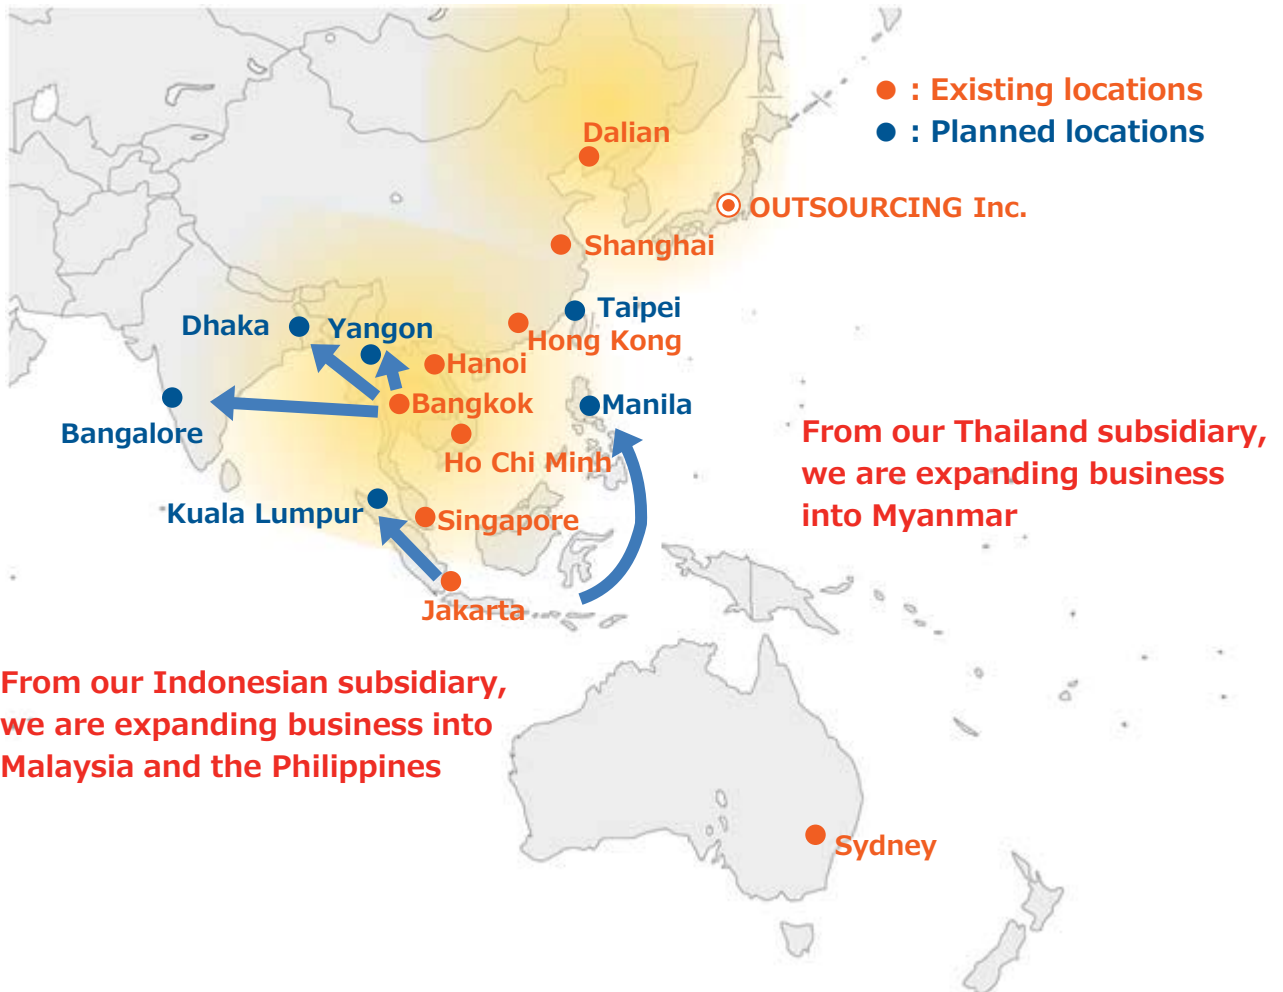 : Existing locations
: Planned locations
Dalian
OUTSOURCING Inc.
Shanghai
Taipei
Dhaka
Yangon
Hong Kong
Hanoi
Bangkok
Manila
Bangalore
Ho Chi Minh
From our Thailand subsidiary,
we are expanding business
into Myanmar
Kuala Lumpur
Singapore
Jakarta
From our Indonesian subsidiary,
we are expanding business into
Malaysia and the Philippines
Sydney